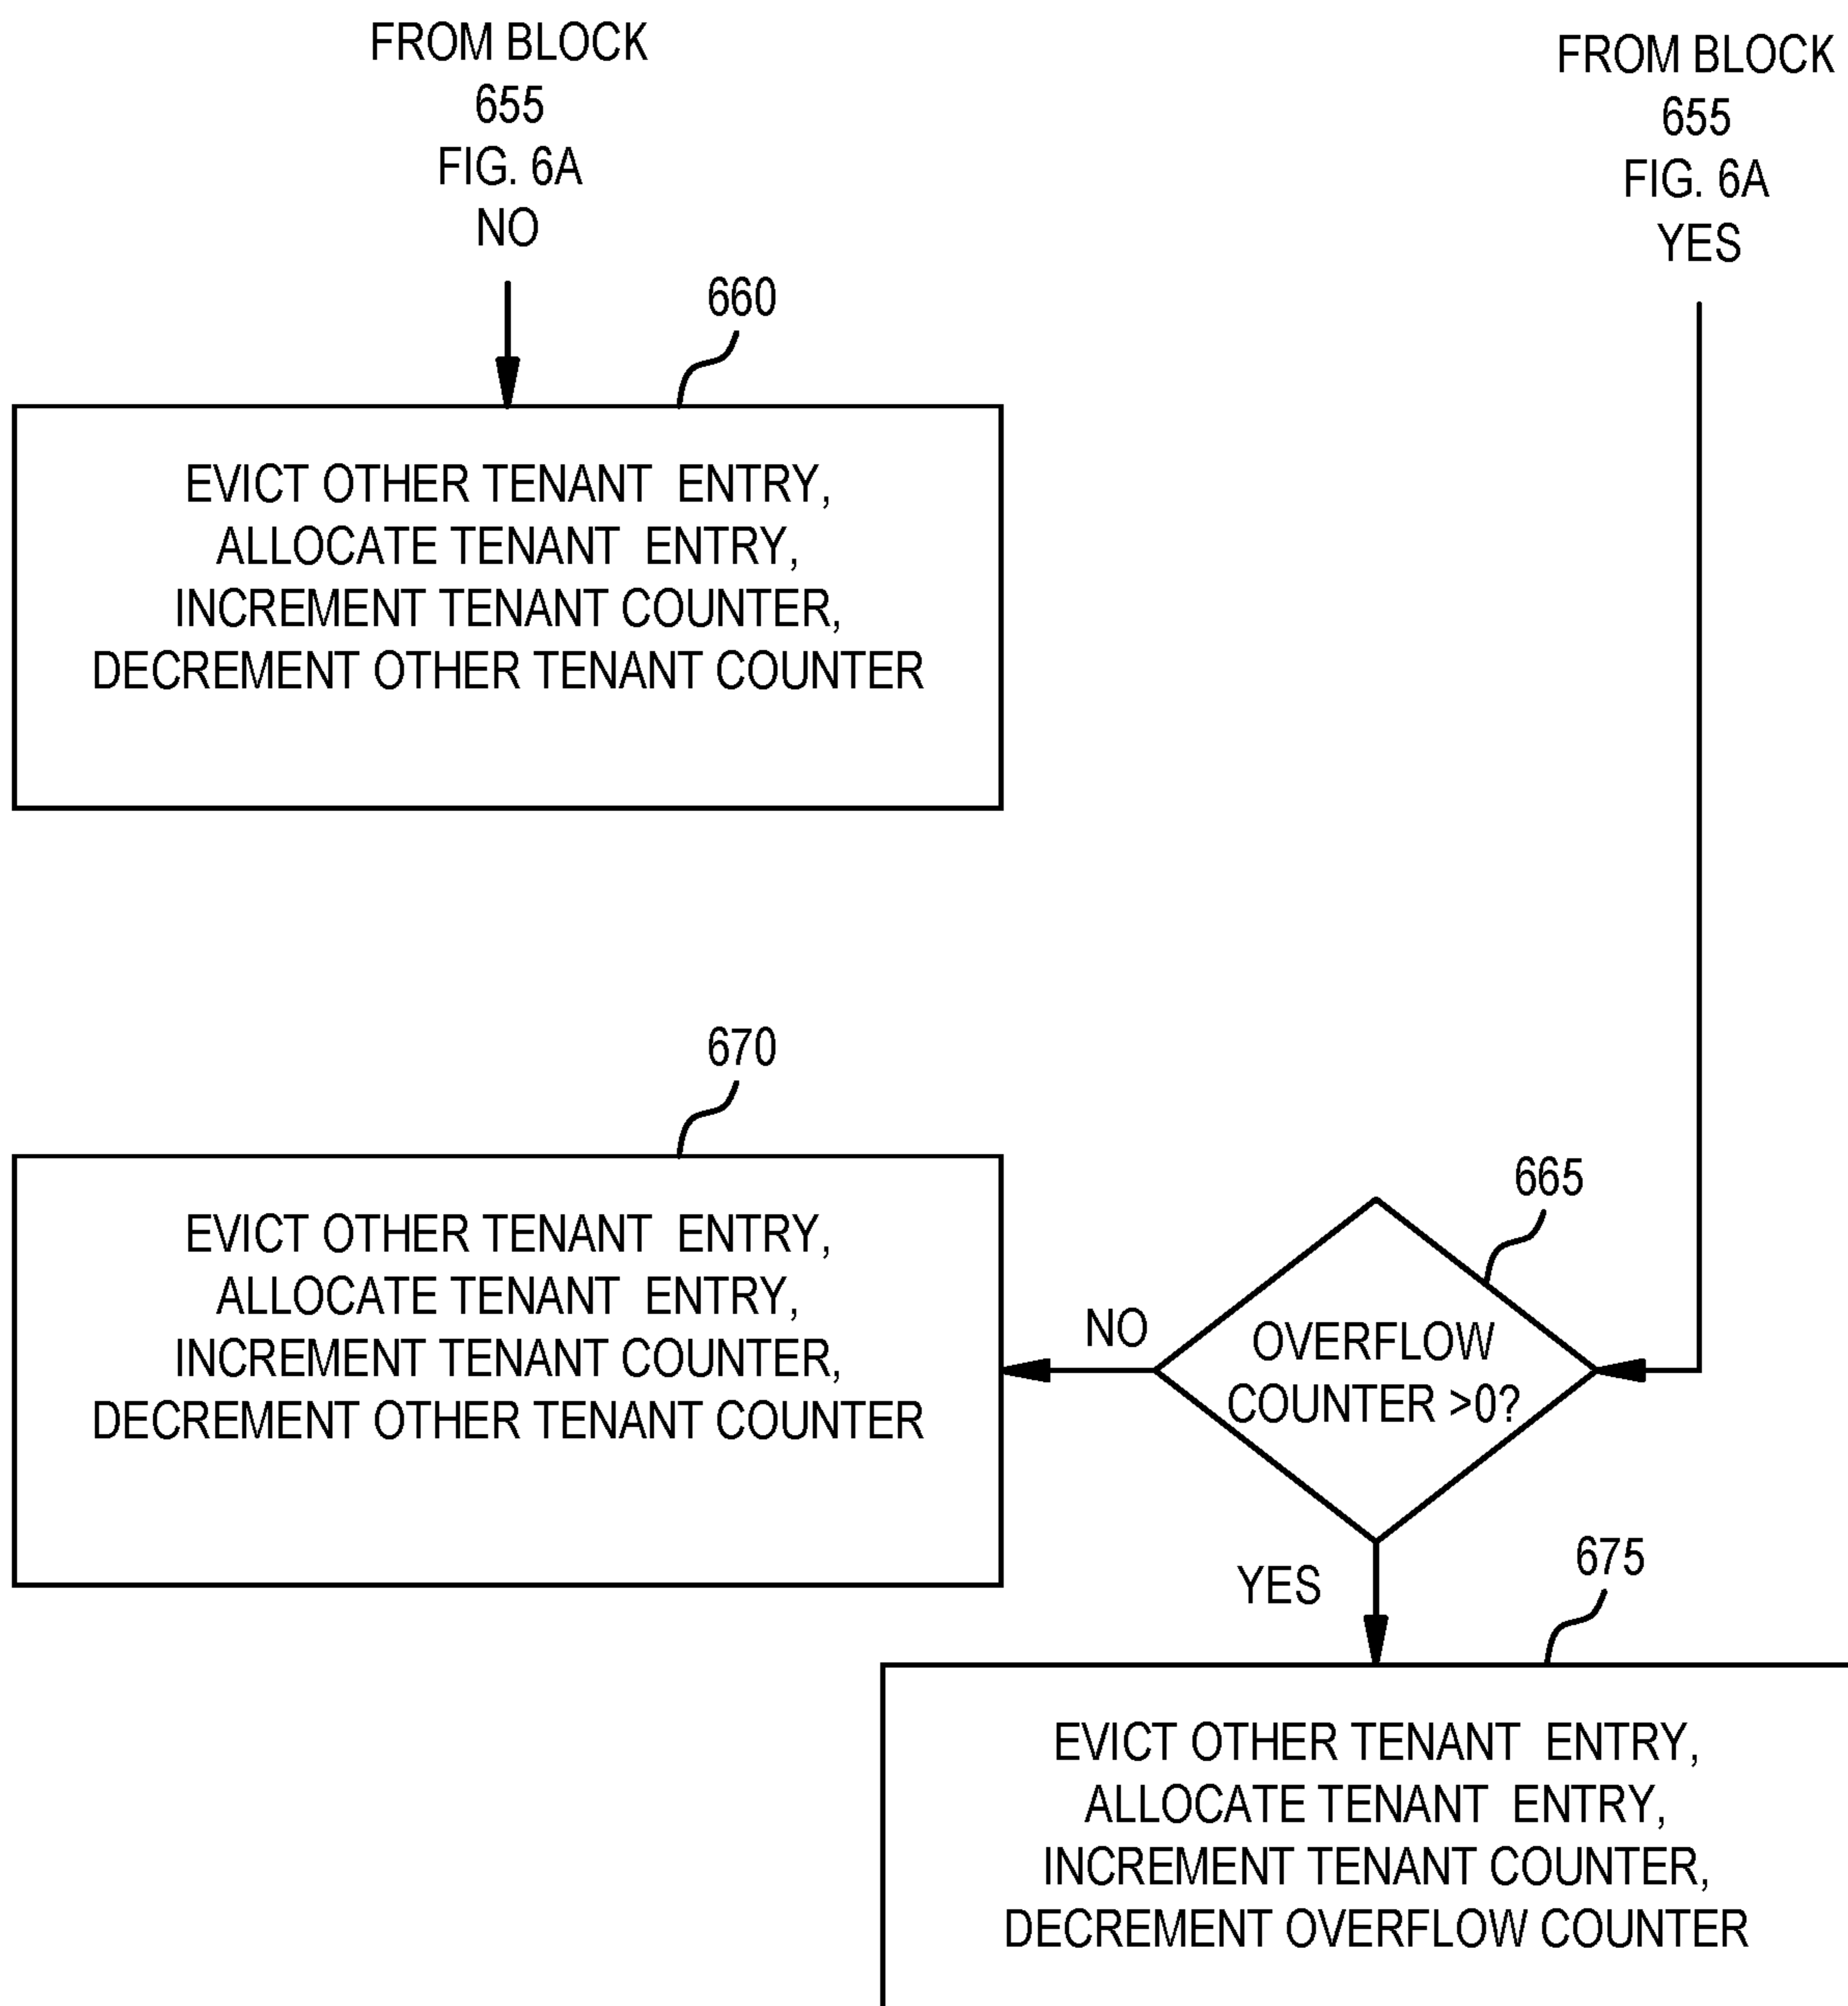 FROM BLOCK
655
FIG. 6A
NO
FROM BLOCK
655
FIG. 6A
YES
660
EVICT OTHER TENANT ENTRY,
ALLOCATE TENANT ENTRY,
INCREMENT TENANT COUNTER,
DECREMENT OTHER TENANT COUNTER
670
EVICT OTHER TENANT ENTRY,
ALLOCATE TENANT ENTRY,
INCREMENT TENANT COUNTER,
DECREMENT OTHER TENANT COUNTER
NO
665
OVERFLOW
COUNTER >0?
YES
675
EVICT OTHER TENANT ENTRY,
ALLOCATE TENANT ENTRY,
INCREMENT TENANT COUNTER,
DECREMENT OVERFLOW COUNTER